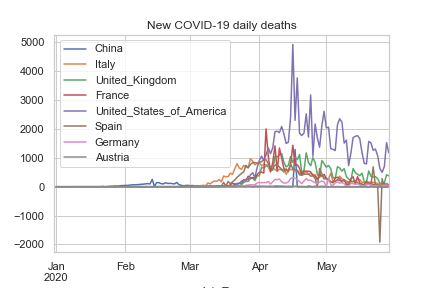 New COVID-19 daily deaths
5000
4000
3000
2000
1000
0
−1000
−2000
China
Italy
United_Kingdom
France
United_States_of_America
Spain
Germany
Austria
Jan
2020
Feb
Mar
Apr
May